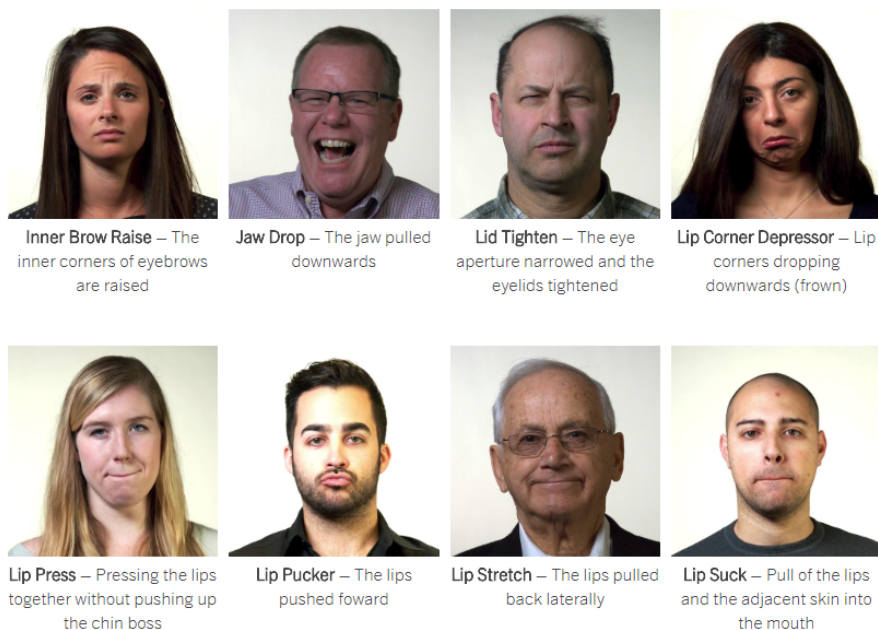 Inner Brow Raise – The
inner corners of eyebrows
are raised
Jaw Drop – The jaw pulled
downwards
Lid Tighten – The eye
aperture narrowed and the
eyelids tightened
Lip Corner Depressor – Lip
corners dropping
downwards (frown)
Lip Press – Pressing the lips
together without pushing up
the chin boss
Lip Pucker – The lips
pushed foward
Lip Stretch – The lips pulled
back laterally
Lip Suck – Pull of the lips
and the adjacent skin into
the mouth